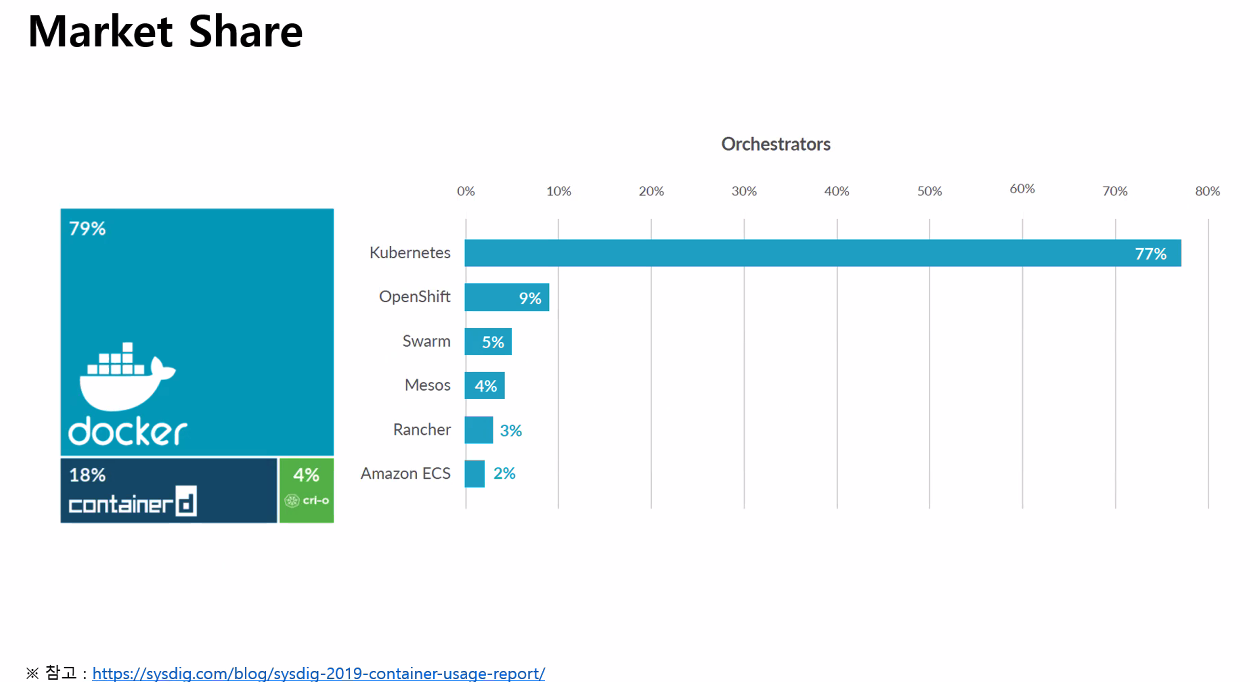 Market Share
79%
docker
18%
containerd
4%
cri-o
Orchestrators
0% 10% 20% 30% 40% 50% 60% 70% 80%
Kubernetes 77%
OpenShift 9%
Swarm 5%
Mesos 4%
Rancher 3%
Amazon ECS 2%
※ 참고 : https://sysdig.com/blog/sysdig-2019-container-usage-report/